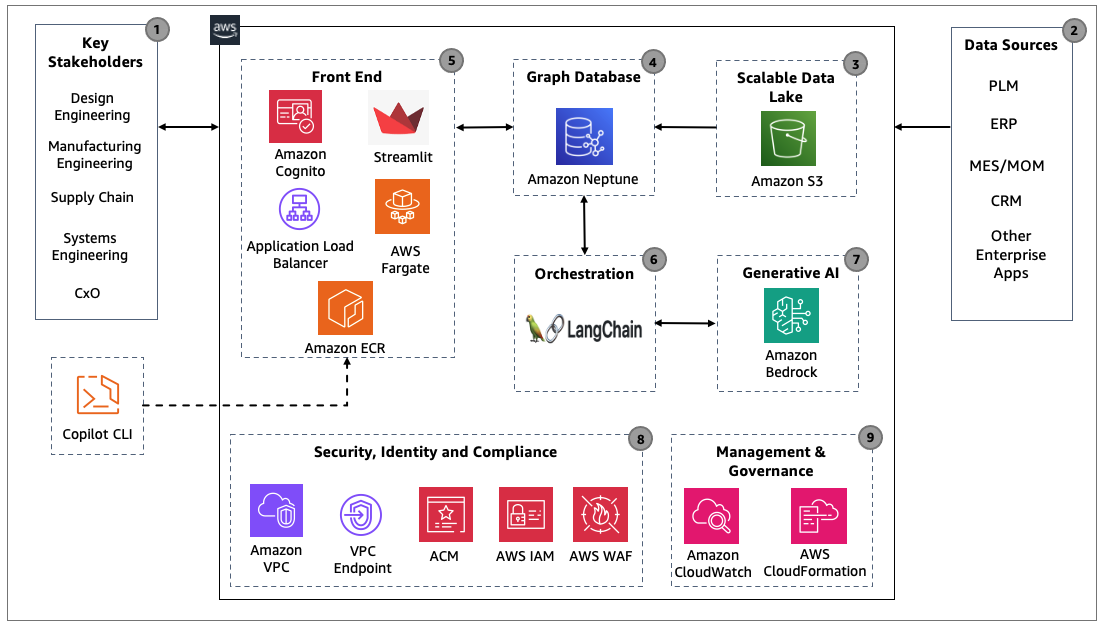 1
Key
Stakeholders
Design
Engineering
Manufacturing
Engineering
Supply Chain
Systems
Engineering
CxO
Copilot CLI
aws
5
Front End
Amazon
Cognito
Streamlit
Application Load
Balancer
AWS
Fargate
Amazon ECR
4
Graph Database
Amazon Neptune
3
Scalable Data
Lake
Amazon S3
2
Data Sources
PLM
ERP
MES/MOM
CRM
Other
Enterprise
Apps
6
Orchestration
LangChain
7
Generative AI
Amazon
Bedrock
8
Security, Identity and Compliance
Amazon
VPC
VPC
Endpoint
ACM
AWS IAM
AWS WAF
9
Management &
Governance
Amazon
CloudWatch
AWS
CloudFormation